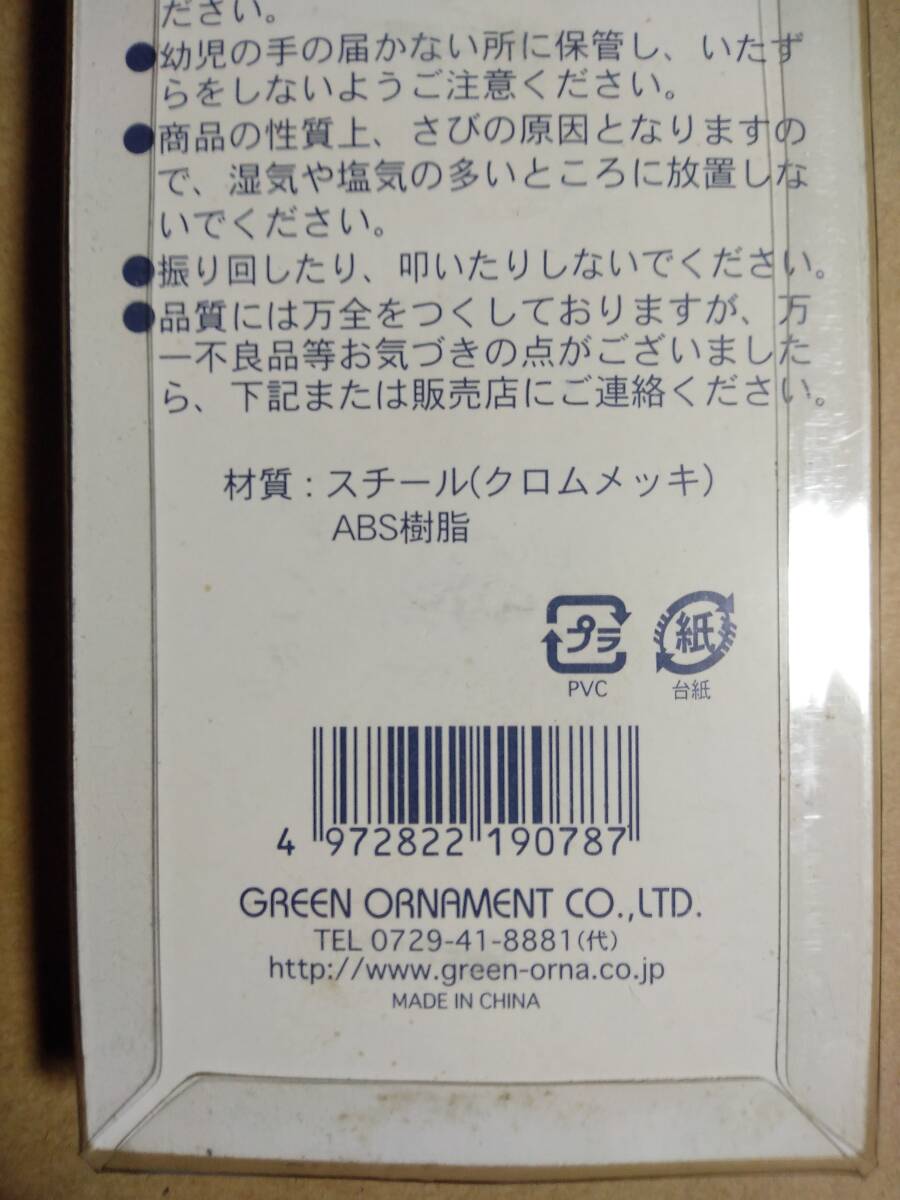 ださい。
●幼児の手の届かない所に保管し、いたず
らをしないようご注意ください。
●商品の性質上、さびの原因となりますの
で、湿気や塩気の多いところに放置しな
いでください。
●振り回したり、叩いたりしないでください。
●品質には万全をつくしておりますが、万
一不良品等お気づきの点がございました
ら、下記または販売店にご連絡ください。
材質：スチール(クロムメッキ)
ABS樹脂
プラ 紙
PVC 台紙
4 972822 190787
GREEN ORNAMENT CO.,LTD.
TEL 0729-41-8881(代)
http://www.green-orna.co.jp
MADE IN CHINA